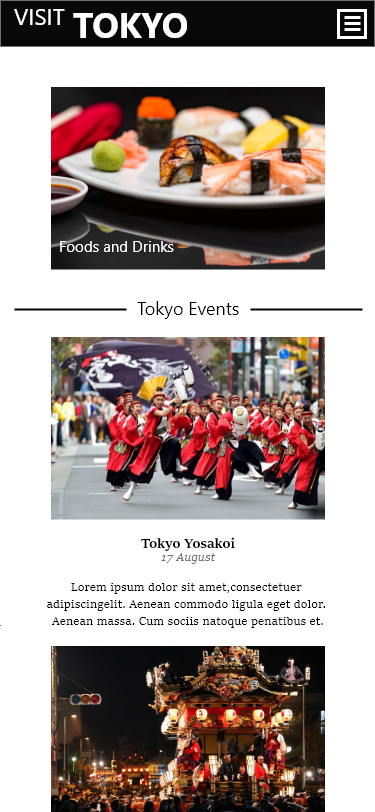 VISIT TOKYO
Foods and Drinks
Tokyo Events
Tokyo Yosakoi
17 August
Lorem ipsum dolor sit amet,consectetuer
adipiscingelit. Aenean commodo ligula eget dolor.
Aenean massa. Cum sociis natoque penatibus et.